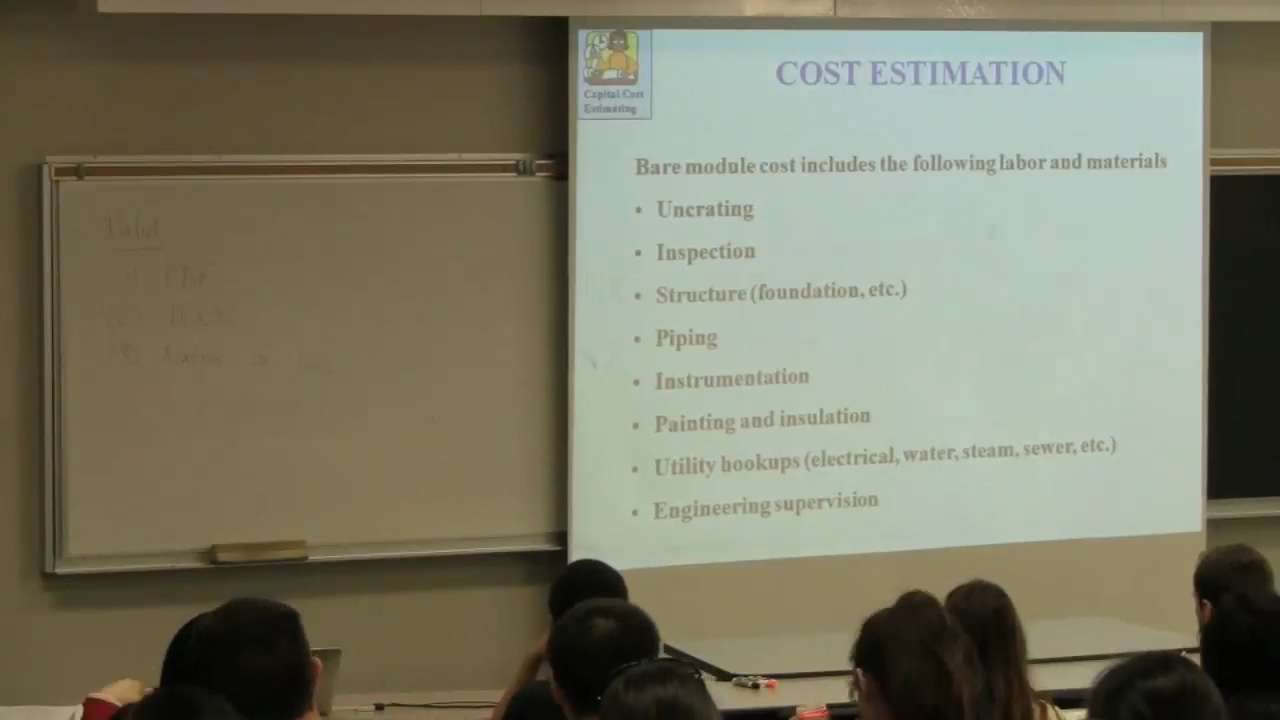 Capital Cost
Estimating
COST ESTIMATION
Bare module cost includes the following labor and materials
• Uncrating
• Inspection
• Structure (foundation, etc.)
• Piping
• Instrumentation
• Painting and insulation
• Utility hookups (electrical, water, steam, sewer, etc.)
• Engineering supervision